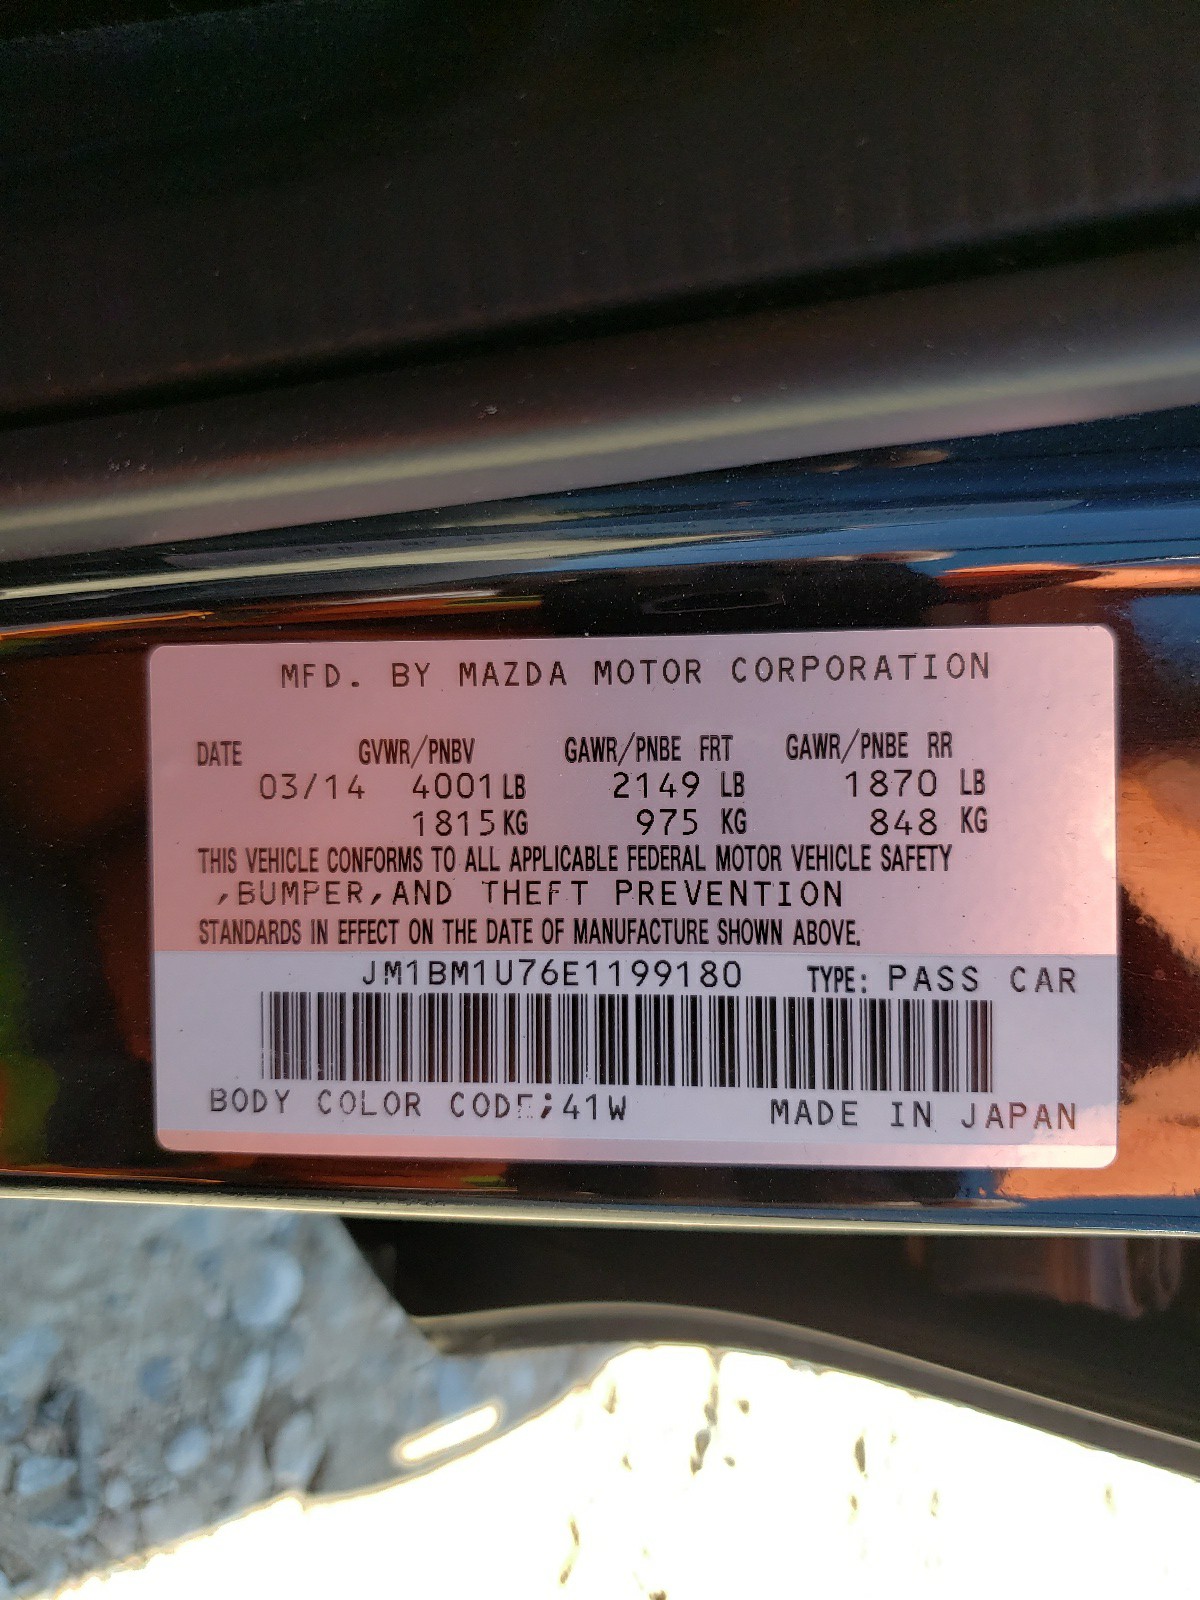 MFD. BY MAZDA MOTOR CORPORATION
DATE GVWR/PNBV GAWR/PNBE FRT GAWR/PNBE RR
03/14 4001 LB 2149 LB 1870 LB
1815 KG 975 KG 848 KG
THIS VEHICLE CONFORMS TO ALL APPLICABLE FEDERAL MOTOR VEHICLE SAFETY
,BUMPER,AND THEFT PREVENTION
STANDARDS IN EFFECT ON THE DATE OF MANUFACTURE SHOWN ABOVE.
JM1BM1U76E1199180 TYPE: PASS CAR
BODY COLOR CODE;41W MADE IN JAPAN